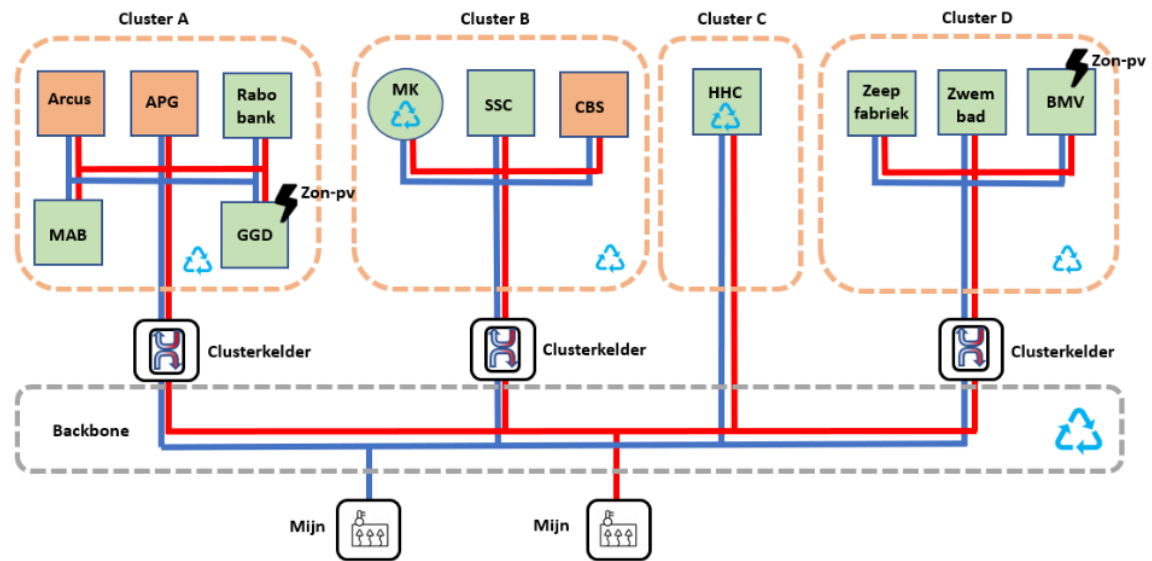 Cluster A
Cluster B
Cluster C
Cluster D
Arcus
APG
Rabo
bank
MK
SSC
CBS
HHC
Zeep
fabriek
Zwem
bad
BMV
Zon-pv
MAB
GGD
Zon-pv
Clusterkelder
Clusterkelder
Clusterkelder
Backbone
Mijn
Mijn